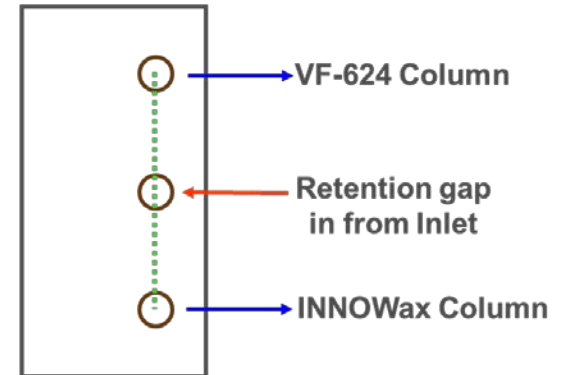 VF-624 Column
Retention gap
in from Inlet
INNOWax Column